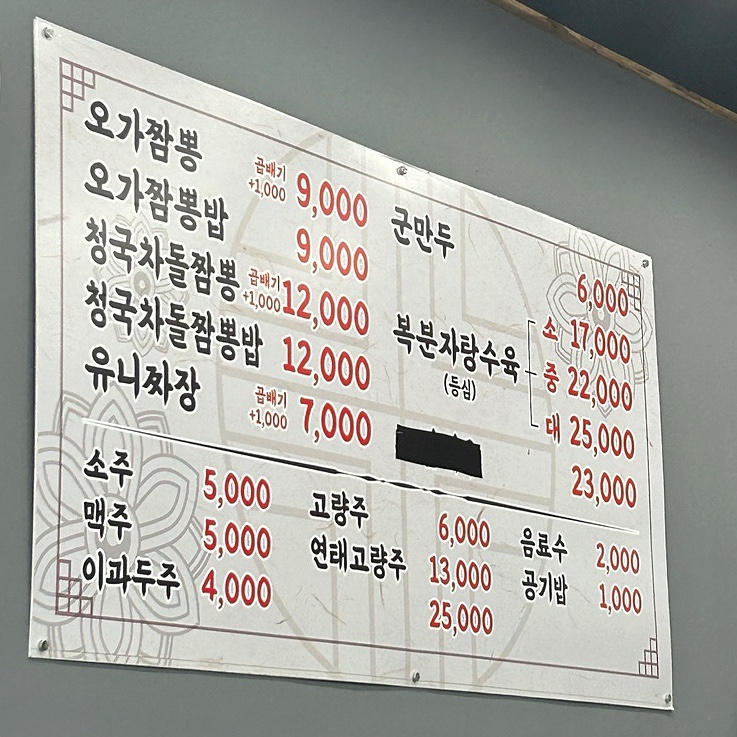 오가짬뽕 곱배기 +1,000 9,000
오가짬뽕밥 9,000
청국차돌짬뽕 곱배기 +1,000 12,000
청국차돌짬뽕밥 12,000
유니짜장 곱배기 +1,000 7,000
군만두 6,000
복분자탕수육 소 17,000
(등심) 중 22,000
대 25,000
23,000
소주 5,000
맥주 5,000
이과두주 4,000
고량주 6,000
연태고량주 13,000
25,000
음료수 2,000
공기밥 1,000